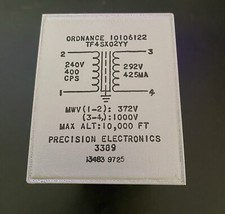 ORDNANCE 10106122
TF4SX02YY
2 3
240V 292V
400 425MA
CPS
1 4
MWV (1-2): 372V
(3-4):1000V
MAX ALT:10,000 FT
PRECISION ELECTRONICS
3389
13483 9725